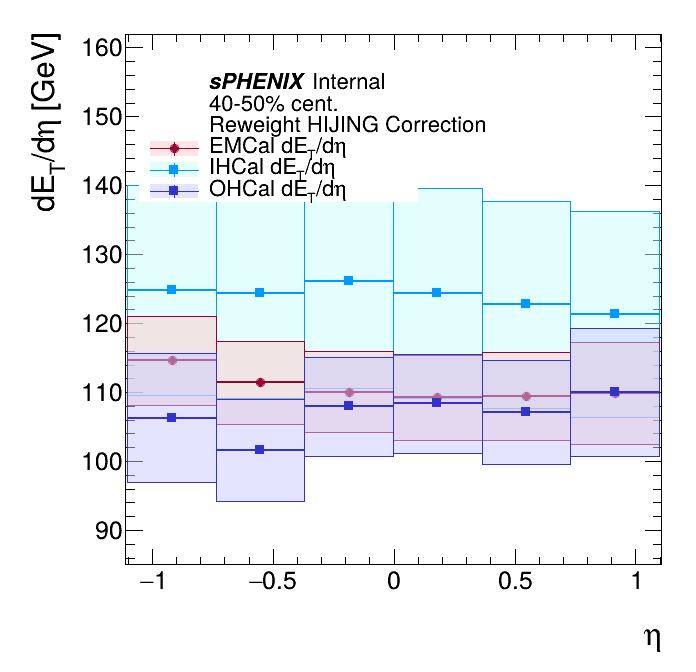 160
150
140
130
120
110
100
90
dE_T/dη [GeV]
sPHENIX Internal
40-50% cent.
Reweight HIJING Correction
EMCal dE_T/dη
IHCal dE_T/dη
OHCal dE_T/dη
−1 −0.5 0 0.5 1
η